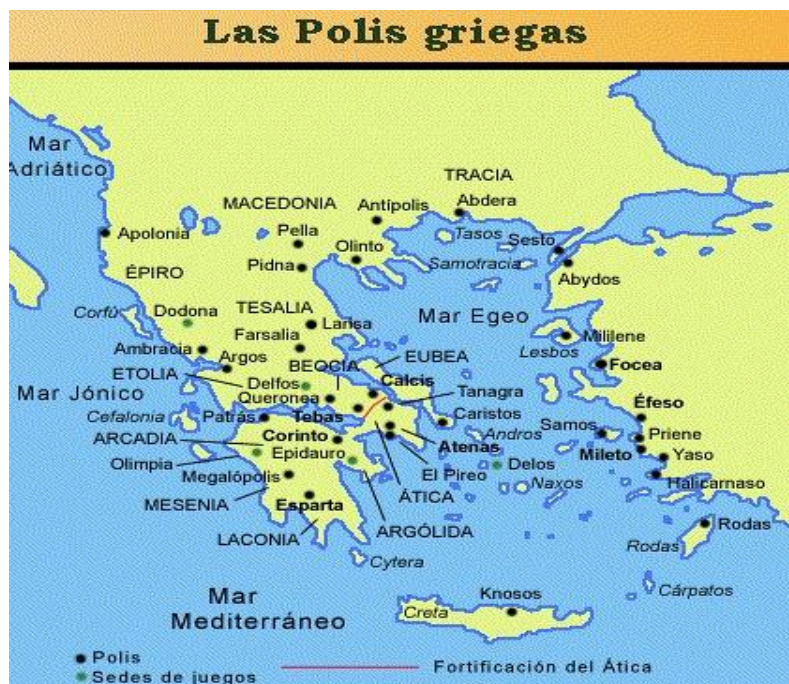 Las Polis griegas
Mar
Adriático
TRACIA
MACEDONIA
Antípolis
Abdera
Apolonia
Pella
Tasos
Sesto
Olinto
Pidna
Samotracia
Abydos
ÉPIRO
Corfú
Dodona
TESALIA
Larisa
Mar Egeo
Farsalia
Mililene
Ambracia
Argos
EUBEA
Lesbos
BEOCIA
Focea
ETOLIA
Delfos
Calcis
Mar Jónico
Queronea
Tanagra
Éfeso
Cefalonia
Patrás
Tebas
Caristos
Samos
ARCADIA
Corinto
Andros
Priene
Atenas
Olimpia
Epidauro
Mileto
Yaso
Megalópolis
El Pireo
Delos
Halicarnaso
MESENIA
ÁTICA
Naxos
Esparta
LACONIA
ARGÓLIDA
Rodas
Rodas
Cytera
Cárpatos
Mar
Mediterráneo
Knosos
Creta
Polis
Fortificación del Ática
Sedes de juegos